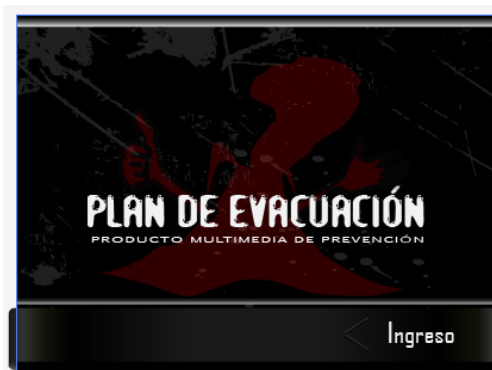 PLAN DE EVACUACIÓN
PRODUCTO MULTIMEDIA DE PREVENCIÓN
Ingreso